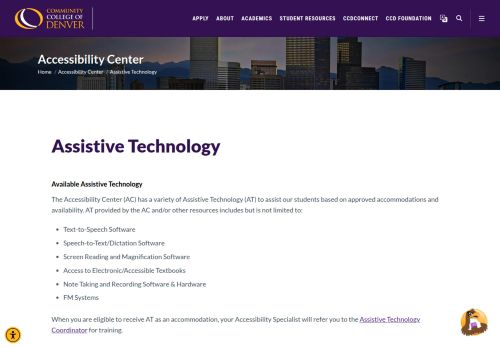 COMMUNITY
COLLEGE OF
DENVER
APPLY ABOUT ACADEMICS STUDENT RESOURCES CCDCONNECT CCD FOUNDATION
Accessibility Center
Home / Accessibility Center / Assistive Technology
Assistive Technology
Available Assistive Technology
The Accessibility Center (AC) has a variety of Assistive Technology (AT) to assist our students based on approved accommodations and
availability. AT provided by the AC and/or other resources includes but is not limited to:
• Text-to-Speech Software
• Speech-to-Text/Dictation Software
• Screen Reading and Magnification Software
• Access to Electronic/Accessible Textbooks
• Note Taking and Recording Software & Hardware
• FM Systems
When you are eligible to receive AT as an accommodation, your Accessibility Specialist will refer you to the Assistive Technology
Coordinator for training.